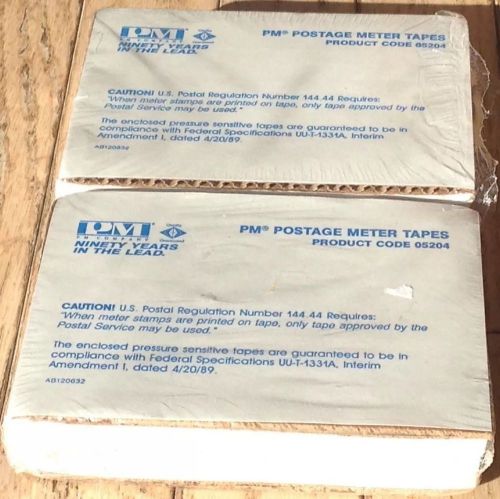 PM®
PM COMPANY
NINETY YEARS
IN THE LEAD.
PM® POSTAGE METER TAPES
PRODUCT CODE 05204
CAUTION! U.S. Postal Regulation Number 144.44 Requires:
"When meter stamps are printed on tape, only tape approved by the
Postal Service may be used."
The enclosed pressure sensitive tapes are guaranteed to be in
compliance with Federal Specifications UU-T-1331A, Interim
Amendment I, dated 4/20/89.
AB120632
PM®
PM COMPANY
Quality
Guaranteed
NINETY YEARS
IN THE LEAD.
PM® POSTAGE METER TAPES
PRODUCT CODE 05204
CAUTION! U.S. Postal Regulation Number 144.44 Requires:
"When meter stamps are printed on tape, only tape approved by the
Postal Service may be used."
The enclosed pressure sensitive tapes are guaranteed to be in
compliance with Federal Specifications UU-T-1331A, Interim
Amendment I, dated 4/20/89.
AB120632